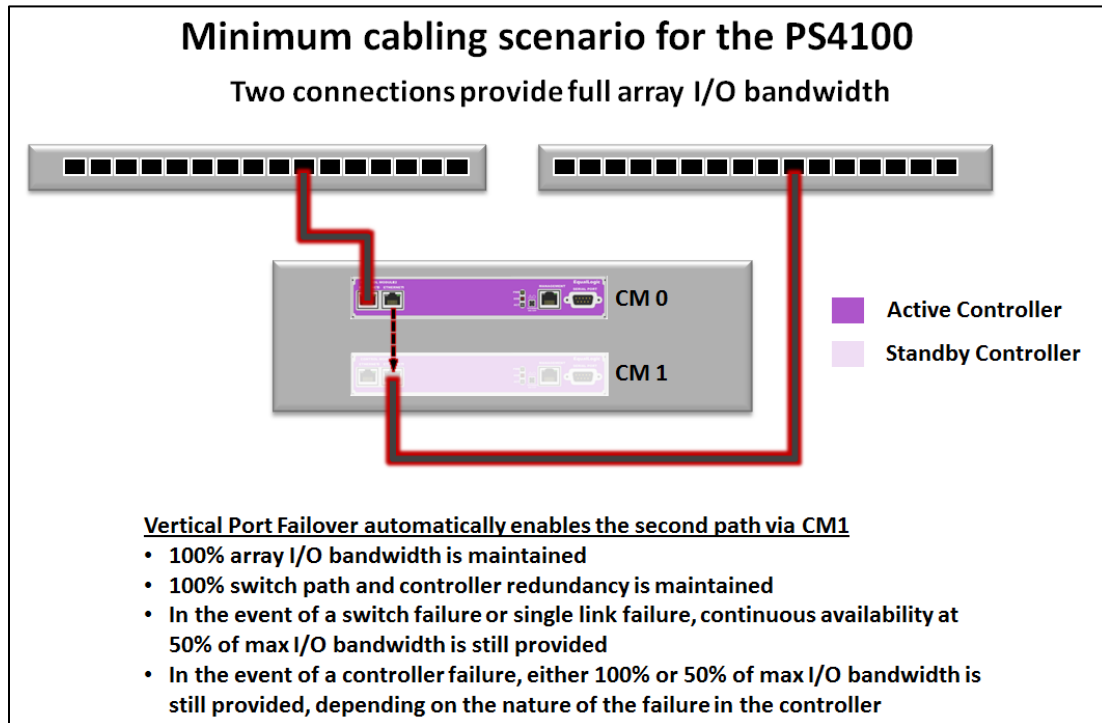 Minimum cabling scenario for the PS4100
Two connections provide full array I/O bandwidth
EqualLogic
MANAGEMENT
SERIAL PORT
CM 0
CM 1
Active Controller
Standby Controller
Vertical Port Failover automatically enables the second path via CM1
• 100% array I/O bandwidth is maintained
• 100% switch path and controller redundancy is maintained
• In the event of a switch failure or single link failure, continuous availability at
50% of max I/O bandwidth is still provided
• In the event of a controller failure, either 100% or 50% of max I/O bandwidth is
still provided, depending on the nature of the failure in the controller